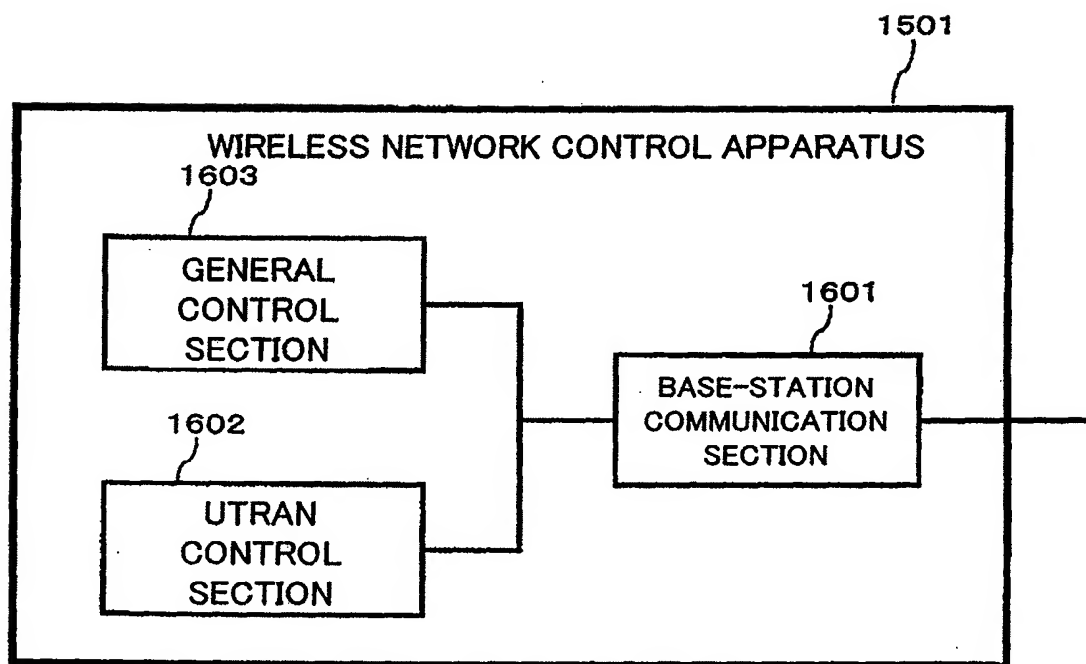 1501
WIRELESS NETWORK CONTROL APPARATUS
1603
GENERAL
CONTROL
SECTION
1601
BASE-STATION
COMMUNICATION
SECTION
1602
UTRAN
CONTROL
SECTION